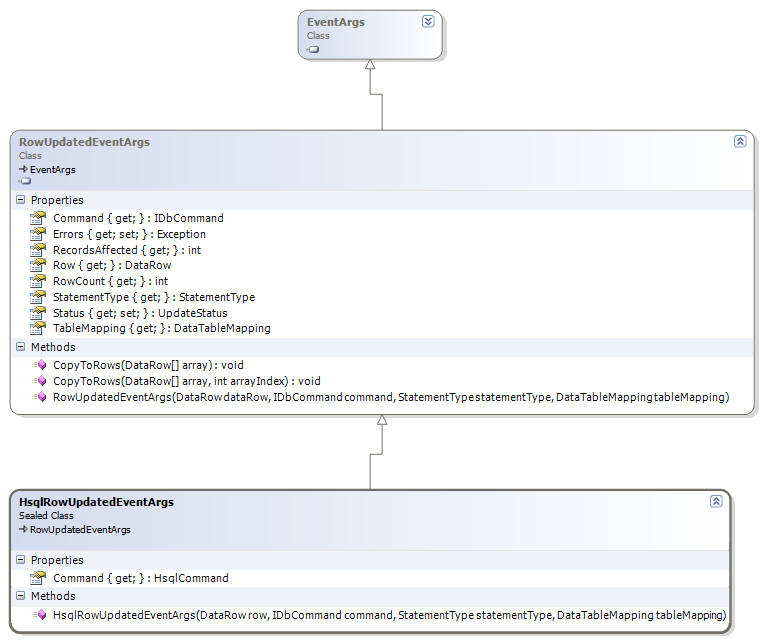 EventArgs
Class
RowUpdatedEventArgs
Class
EventArgs
Properties
Command { get; } : IDbCommand
Errors { get; set; } : Exception
RecordsAffected { get; } : int
Row { get; } : DataRow
RowCount { get; } : int
StatementType { get; } : StatementType
Status { get; set; } : UpdateStatus
TableMapping { get; } : DataTableMapping
Methods
CopyToRows(DataRow[] array) : void
CopyToRows(DataRow[] array, int arrayIndex) : void
RowUpdatedEventArgs(DataRow dataRow, IDbCommand command, StatementType statementType, DataTableMapping tableMapping)
HsqlRowUpdatedEventArgs
Sealed Class
RowUpdatedEventArgs
Properties
Command { get; } : HsqlCommand
Methods
HsqlRowUpdatedEventArgs(DataRow row, IDbCommand command, StatementType statementType, DataTableMapping tableMapping)